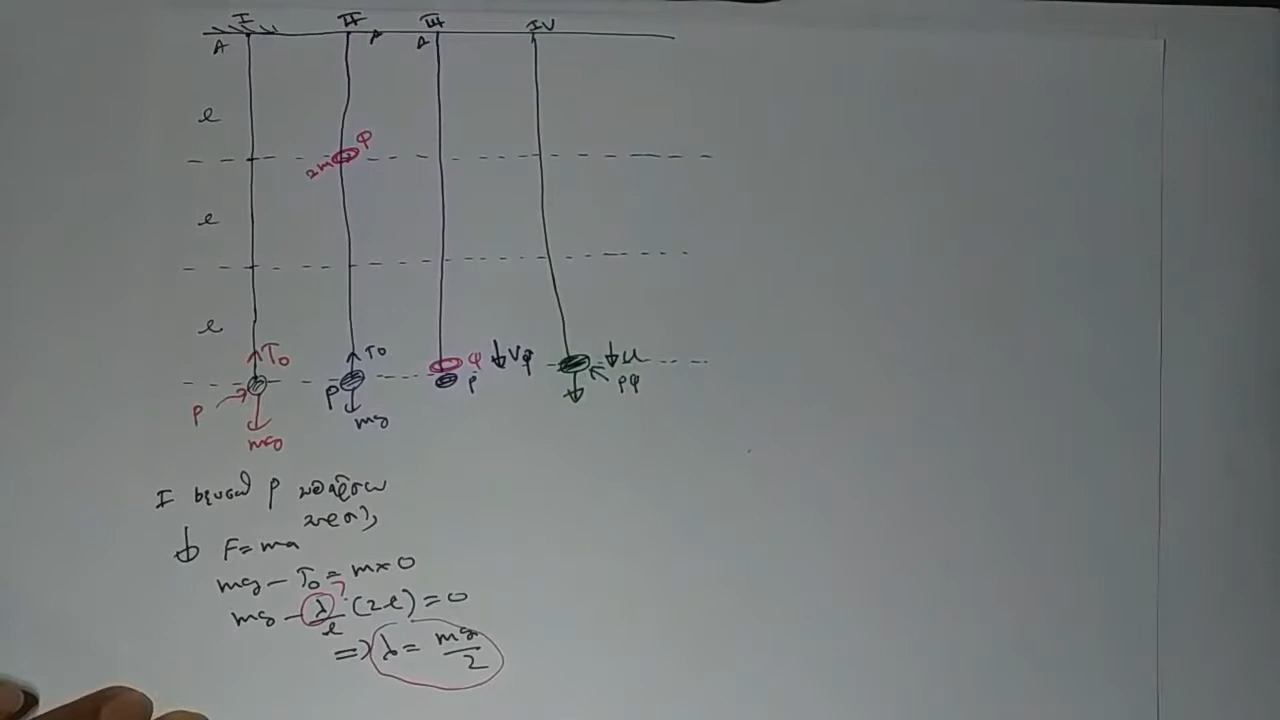 I II III IV
A A A
l
2m φ
l
l
T₀ T₀ φ ↓Vφ ↓u
P P P Pφ
mg mg
I
↓ F = ma
mg − T₀ = m×0
mg − λ/l (2l) = 0
⇒ λ = mg/2